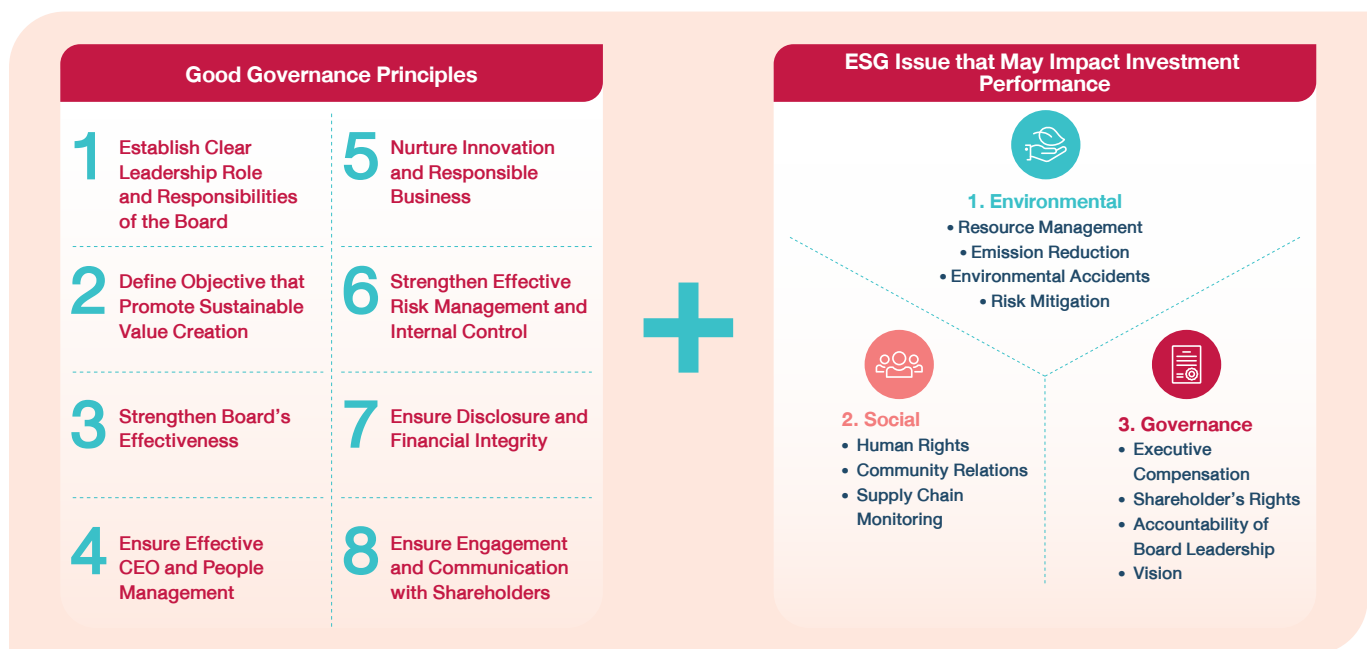 Good Governance Principles
1
Establish Clear
Leadership Role
and Responsibilities
of the Board
2
Define Objective that
Promote Sustainable
Value Creation
3
Strengthen Board's
Effectiveness
4
Ensure Effective
CEO and People
Management
5
Nurture Innovation
and Responsible
Business
6
Strengthen Effective
Risk Management and
Internal Control
7
Ensure Disclosure and
Financial Integrity
8
Ensure Engagement
and Communication
with Shareholders
+
ESG Issue that May Impact Investment
Performance
1. Environmental
• Resource Management
• Emission Reduction
• Environmental Accidents
• Risk Mitigation
2. Social
• Human Rights
• Community Relations
• Supply Chain
Monitoring
3. Governance
• Executive
Compensation
• Shareholder's Rights
• Accountability of
Board Leadership
• Vision